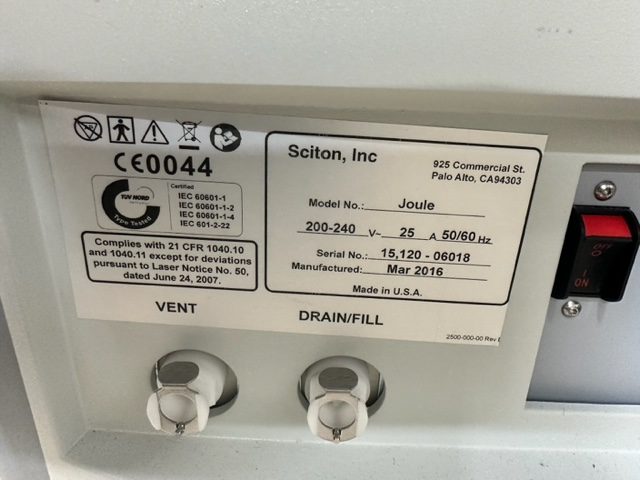 CE0044
TUV NORD
Type Tested
Certified
IEC 60601-1
IEC 60601-1-2
IEC 60601-1-4
IEC 601-2-22
Complies with 21 CFR 1040.10
and 1040.11 except for deviations
pursuant to Laser Notice No. 50,
dated June 24, 2007.
Sciton, Inc
925 Commercial St.
Palo Alto, CA94303
Model No.: Joule
200-240 V~ 25 A 50/60 Hz
Serial No.: 15,120 - 06018
Manufactured: Mar 2016
Made in U.S.A.
VENT
DRAIN/FILL
2500-000-00 Rev
OFF
O
I
ON